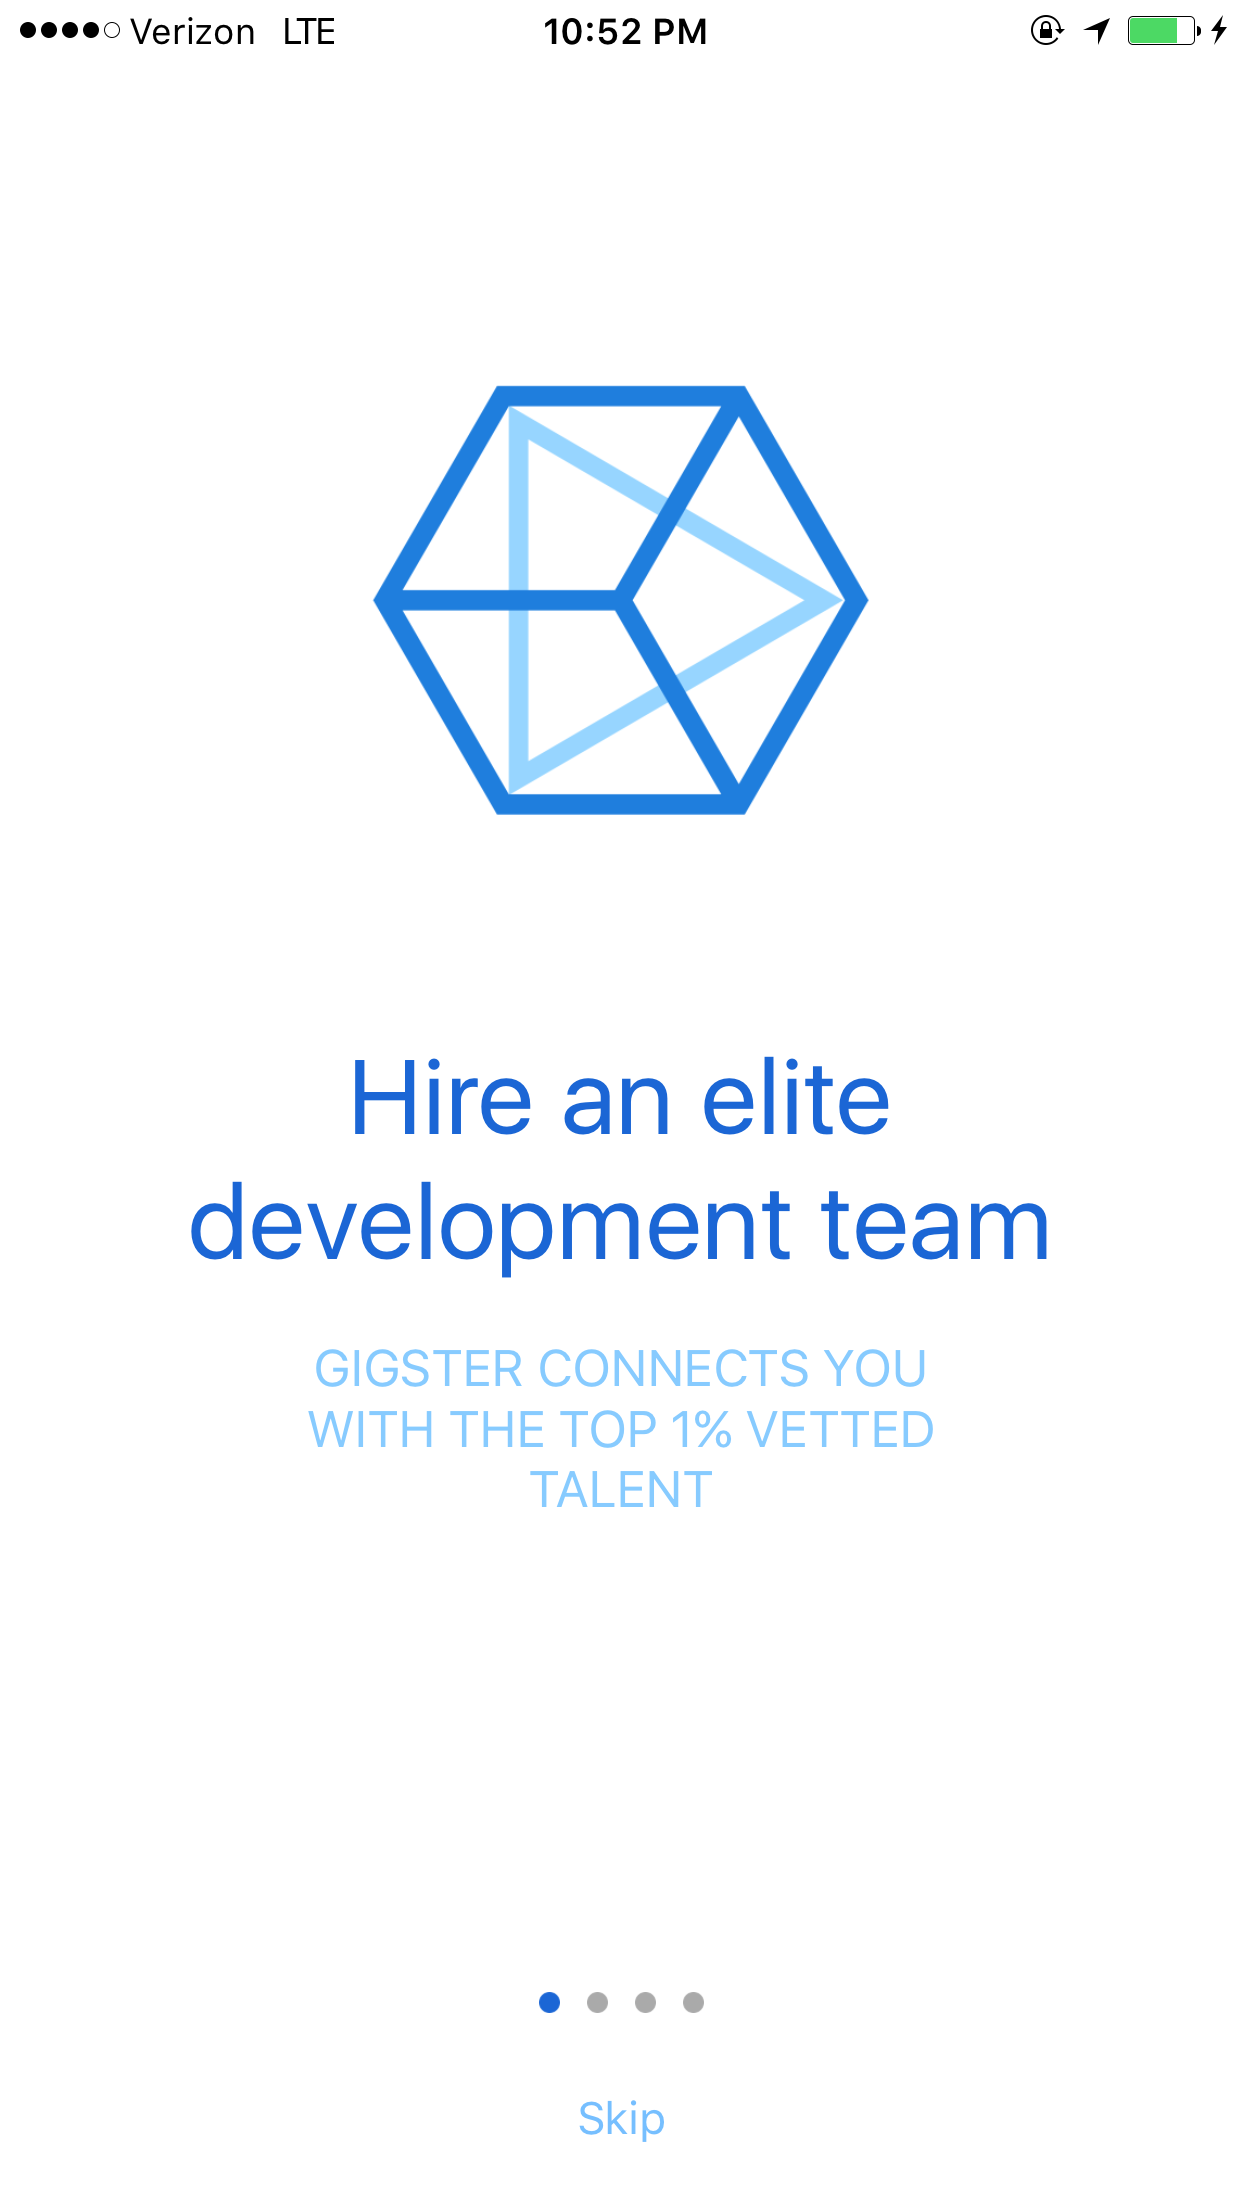 Verizon LTE 10:52 PM
Hire an elite
development team
GIGSTER CONNECTS YOU
WITH THE TOP 1% VETTED
TALENT
Skip